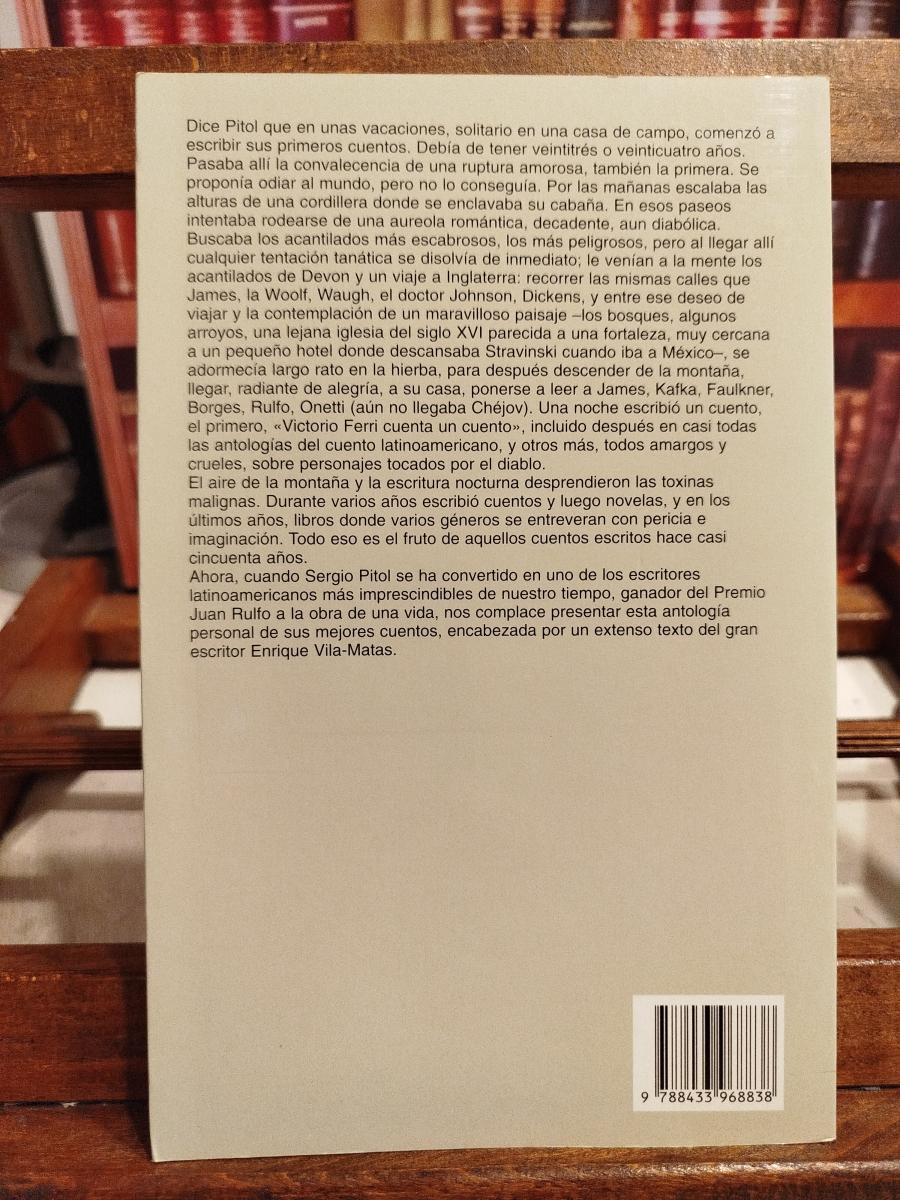 Dice Pitol que en unas vacaciones, solitario en una casa de campo, comenzó a
escribir sus primeros cuentos. Debía de tener veintitrés o veinticuatro años.
Pasaba allí la convalecencia de una ruptura amorosa, también la primera. Se
proponía odiar al mundo, pero no lo conseguía. Por las mañanas escalaba las
alturas de una cordillera donde se enclavaba su cabaña. En esos paseos
intentaba rodearse de una aureola romántica, decadente, aun diabólica.
Buscaba los acantilados más escabrosos, los más peligrosos, pero al llegar allí
cualquier tentación tanática se disolvía de inmediato; le venían a la mente los
acantilados de Devon y un viaje a Inglaterra: recorrer las mismas calles que
James, la Woolf, Waugh, el doctor Johnson, Dickens, y entre ese deseo de
viajar y la contemplación de un maravilloso paisaje –los bosques, algunos
arroyos, una lejana iglesia del siglo XVI parecida a una fortaleza, muy cercana
a un pequeño hotel donde descansaba Stravinski cuando iba a México–, se
adormecía largo rato en la hierba, para después descender de la montaña,
llegar, radiante de alegría, a su casa, ponerse a leer a James, Kafka, Faulkner,
Borges, Rulfo, Onetti (aún no llegaba Chéjov). Una noche escribió un cuento,
el primero, «Victorio Ferri cuenta un cuento», incluido después en casi todas
las antologías del cuento latinoamericano, y otros más, todos amargos y
crueles, sobre personajes tocados por el diablo.
El aire de la montaña y la escritura nocturna desprendieron las toxinas
malignas. Durante varios años escribió cuentos y luego novelas, y en los
últimos años, libros donde varios géneros se entreveran con pericia e
imaginación. Todo eso es el fruto de aquellos cuentos escritos hace casi
cincuenta años.
Ahora, cuando Sergio Pitol se ha convertido en uno de los escritores
latinoamericanos más imprescindibles de nuestro tiempo, ganador del Premio
Juan Rulfo a la obra de una vida, nos complace presentar esta antología
personal de sus mejores cuentos, encabezada por un extenso texto del gran
escritor Enrique Vila-Matas.
9 788433 968838